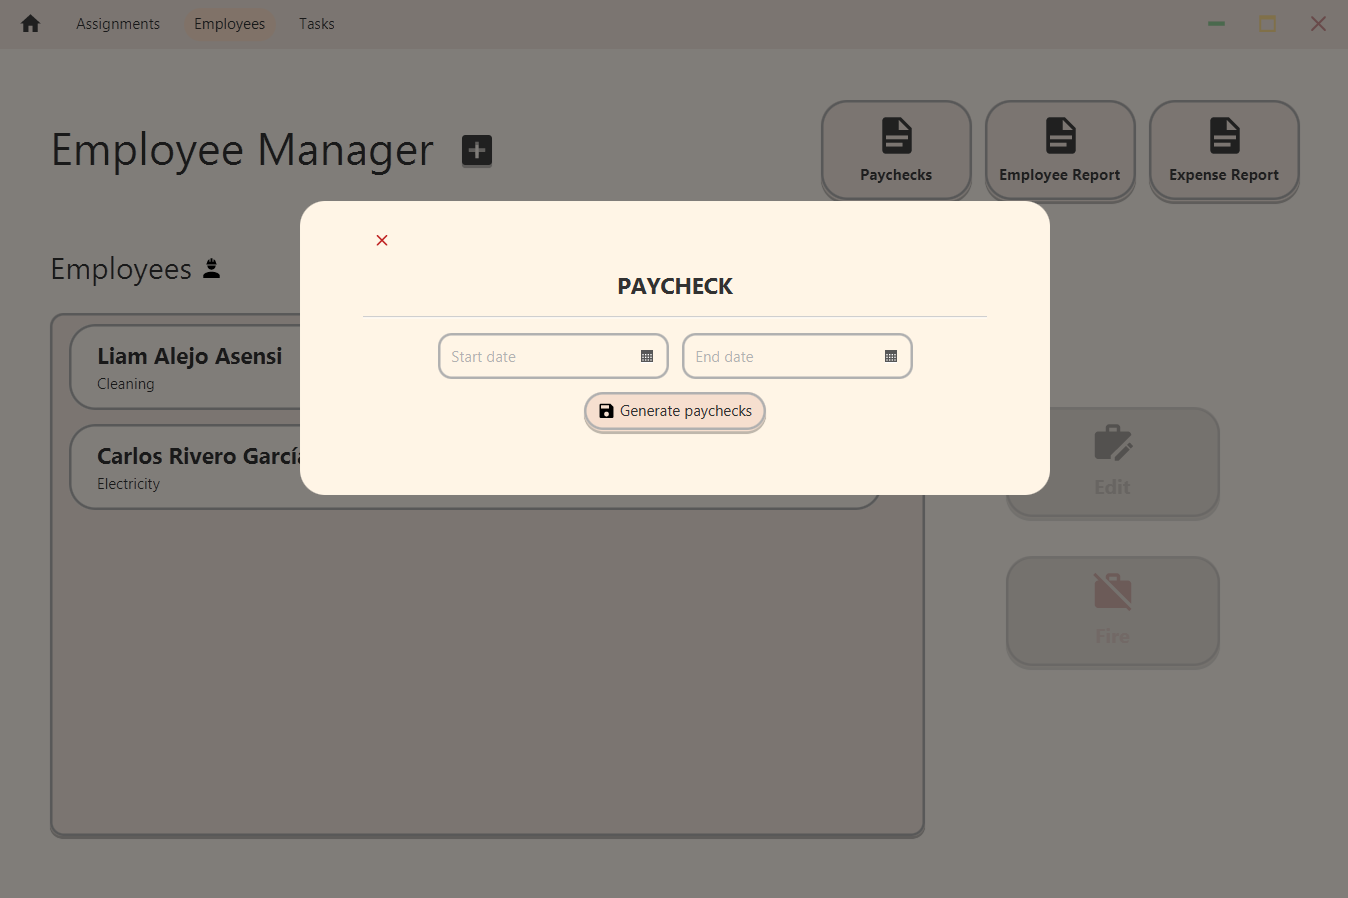 Assignments Employees Tasks
Employee Manager
Paychecks Employee Report Expense Report
Employees
PAYCHECK
Start date End date
Generate paychecks
Liam Alejo Asensi
Cleaning
Carlos Rivero García
Electricity
Edit
Fire